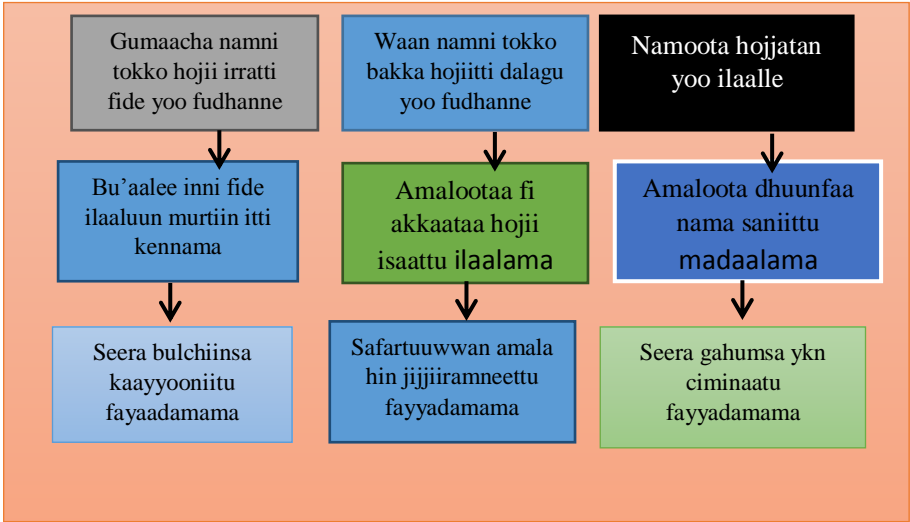 Gumaacha namni
tokko hojii irratti
fide yoo fudhanne
Waan namni tokko
bakka hojiitti dalagu
yoo fudhanne
Namoota hojjatan
yoo ilaalle
Bu’aalee inni fide
ilaaluun murtiin itti
kennama
Amalootaa fi
akkaataa hojii
isaattu ilaalama
Amaloota dhuunfaa
nama saniittu
madaalama
Seera bulchiinsa
kaayyooniitu
fayaadamama
Safartuuwwan amala
hin jijjiiramneettu
fayyadamama
Seera gahumsa ykn
ciminaatu
fayyadamama